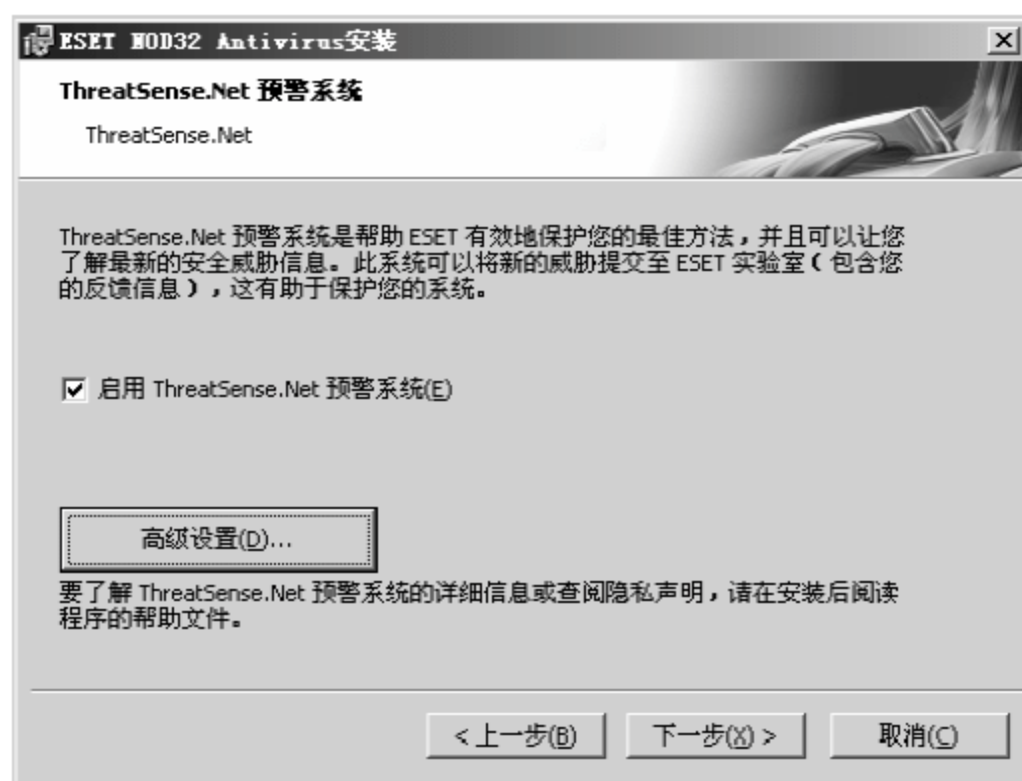 ESET NOD32 Antivirus安装
ThreatSense.Net 预警系统
ThreatSense.Net
ThreatSense.Net 预警系统是帮助 ESET 有效地保护您的最佳方法，并且可以让您
了解最新的安全威胁信息。此系统可以将新的威胁提交至 ESET 实验室（包含您
的反馈信息），这有助于保护您的系统。
启用 ThreatSense.Net 预警系统(E)
高级设置(D)...
要了解 ThreatSense.Net 预警系统的详细信息或查阅隐私声明，请在安装后阅读
程序的帮助文件。
<上一步(B)
下一步(X) >
取消(C)